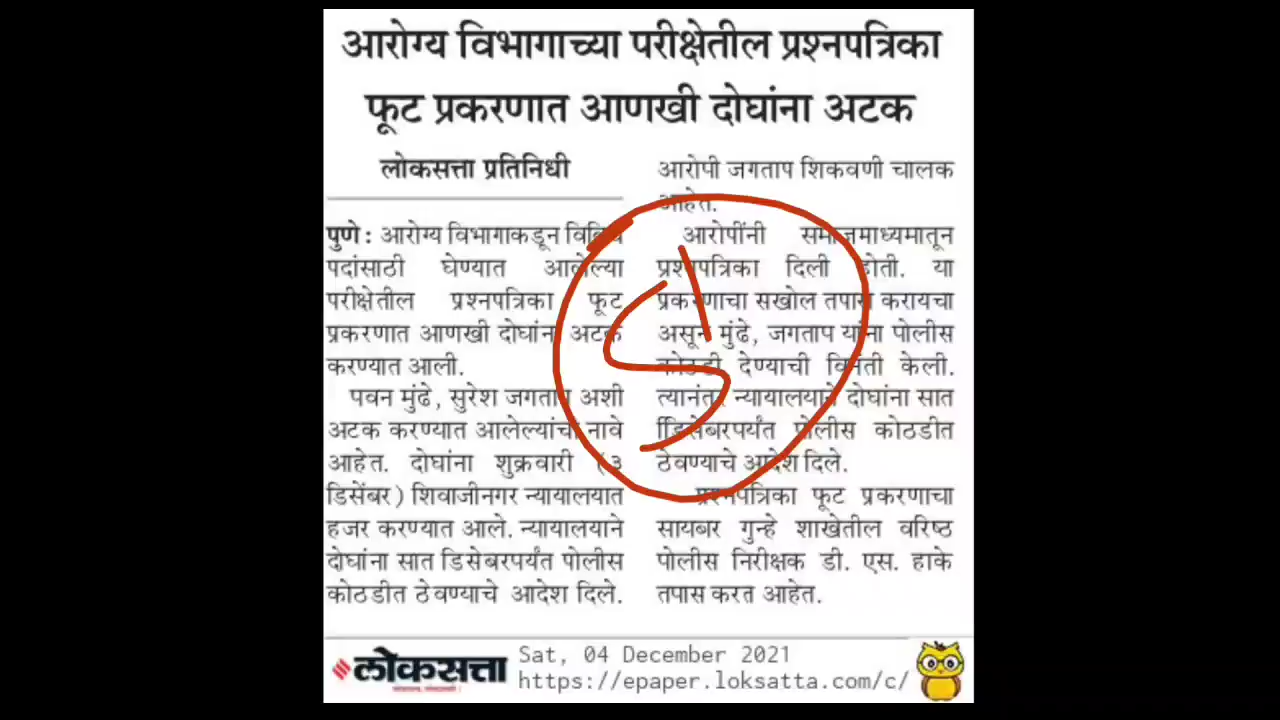 आरोग्य विभागाच्या परीक्षेतील प्रश्नपत्रिका
फूट प्रकरणात आणखी दोघांना अटक
लोकसत्ता प्रतिनिधी
पुणे : आरोग्य विभागाकडून विविध
पदांसाठी घेण्यात आलेल्या
परीक्षेतील प्रश्नपत्रिका फूट
प्रकरणात आणखी दोघांना अटक
करण्यात आली.
पवन मुंढे, सुरेश जगताप अशी
अटक करण्यात आलेल्यांची नावे
आहेत. दोघांना शुक्रवारी (३
डिसेंबर) शिवाजीनगर न्यायालयात
हजर करण्यात आले. न्यायालयाने
दोघांना सात डिसेबरपर्यंत पोलीस
कोठडीत ठेवण्याचे आदेश दिले.
आरोपी जगताप शिकवणी चालक
आहेत.
आरोपींनी समाजमाध्यमातून
प्रश्नपत्रिका दिली होती. या
प्रकरणाचा सखोल तपास करायचा
असून मुंढे, जगताप यांना पोलीस
कोठडी देण्याची विनंती केली.
त्यानंतर न्यायालयाने दोघांना सात
डिसेबरपर्यंत पोलीस कोठडीत
ठेवण्याचे आदेश दिले.
प्रश्नपत्रिका फूट प्रकरणाचा
सायबर गुन्हे शाखेतील वरिष्ठ
पोलीस निरीक्षक डी. एस. हाके
तपास करत आहेत.
लोकसत्ता
Sat, 04 December 2021
https://epaper.loksatta.com/c/